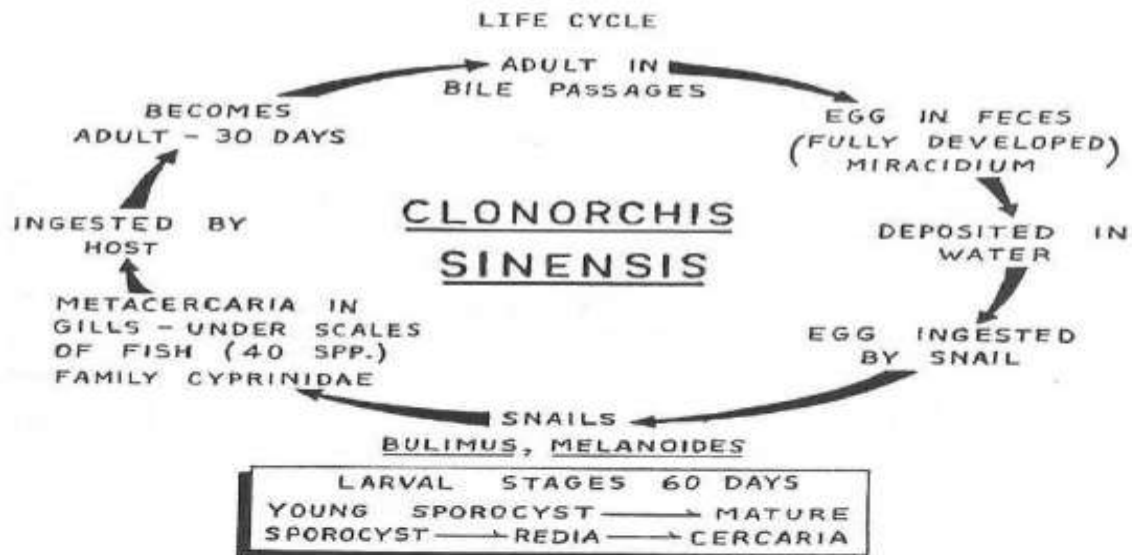 LIFE CYCLE
ADULT IN
BILE PASSAGES
EGG IN FECES
(FULLY DEVELOPED)
MIRACIDIUM
DEPOSITED IN
WATER
EGG INGESTED
BY SNAIL
SNAILS
BULIMUS, MELANOIDES
LARVAL STAGES 60 DAYS
YOUNG SPOROCYST → MATURE
SPOROCYST → REDIA → CERCARIA
METACERCARIA IN
GILLS - UNDER SCALES
OF FISH (40 SPP.)
FAMILY CYPRINIDAE
INGESTED BY
HOST
BECOMES
ADULT - 30 DAYS
CLONORCHIS
SINENSIS